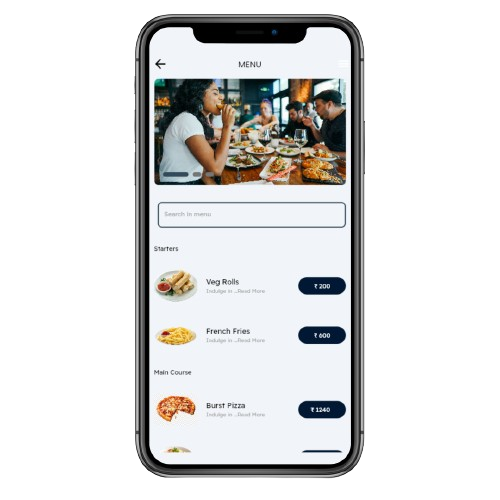 MENU
Search in menu
Starters
Veg Rolls
Indulge in ...Read More
₹ 200
French Fries
Indulge in ...Read More
₹ 600
Main Course
Burst Pizza
Indulge in ...Read More
₹ 1240